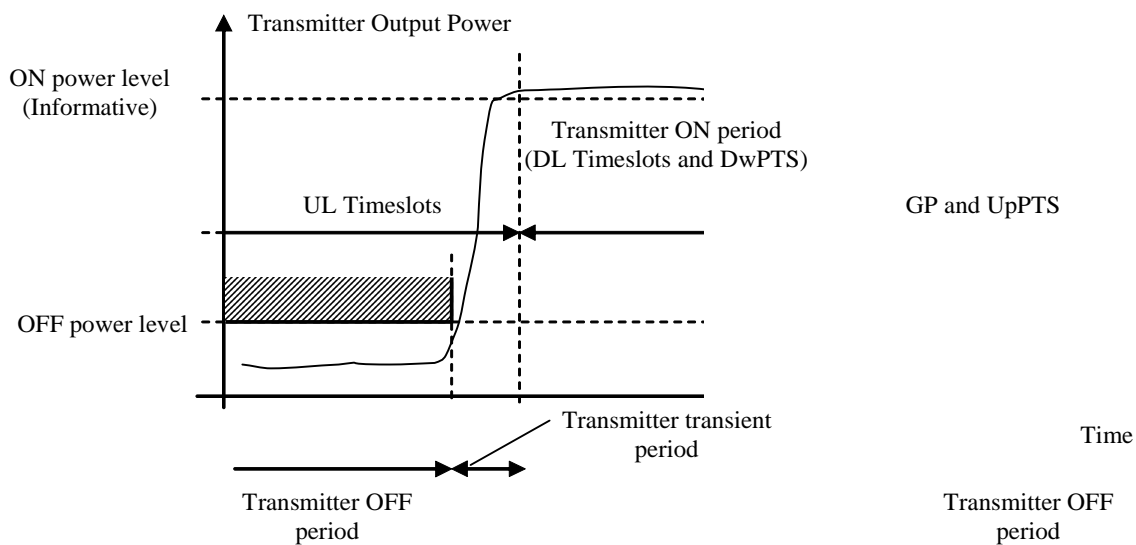 Transmitter Output Power
ON power level
(Informative)
Transmitter ON period
(DL Timeslots and DwPTS)
UL Timeslots
GP and UpPTS
OFF power level
Transmitter transient
period
Time
Transmitter OFF
period
Transmitter OFF
period